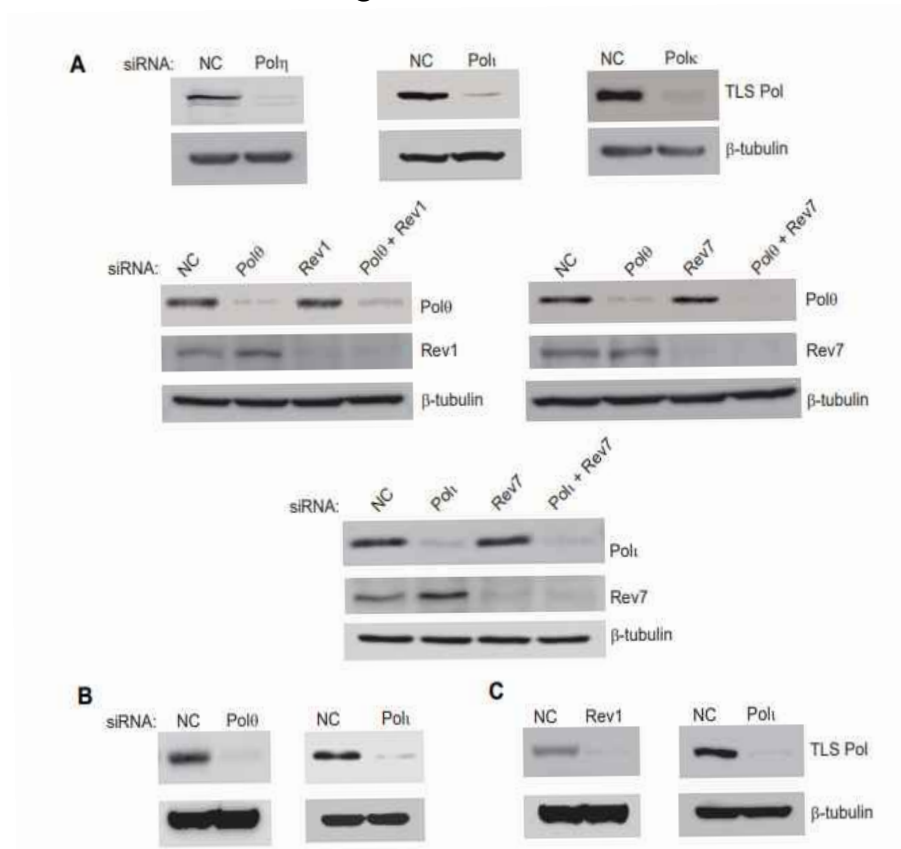 A
siRNA: NC Polη NC Polι NC Polκ
TLS Pol
β-tubulin
siRNA: NC Polθ Rev1 Polθ + Rev1 NC Polθ Rev7 Polθ + Rev7
Polθ Polθ
Rev1 Rev7
β-tubulin β-tubulin
siRNA: NC Polι Rev7 Polι + Rev7
Polι
Rev7
β-tubulin
B C
siRNA: NC Polθ NC Polι NC Rev1 NC Polι
TLS Pol
β-tubulin